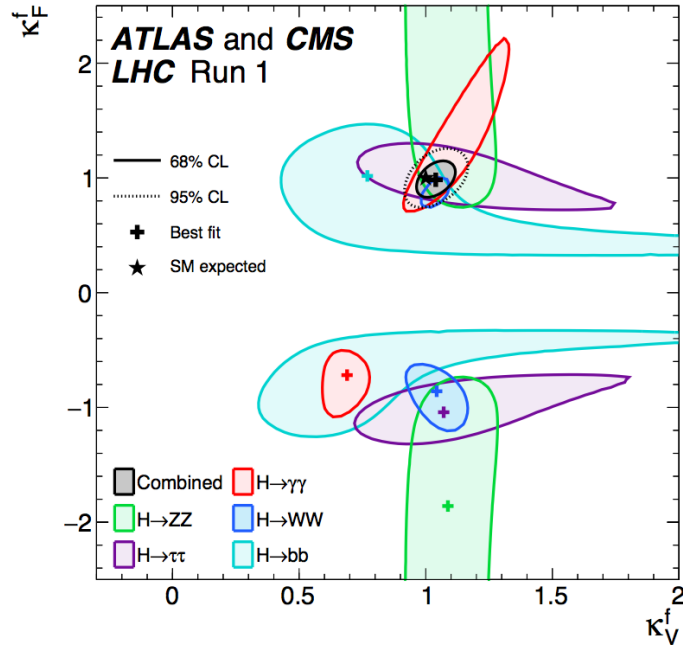 κ_F^f
ATLAS and CMS
LHC Run 1
68% CL
95% CL
Best fit
SM expected
Combined
H→γγ
H→ZZ
H→WW
H→ττ
H→bb
2
1
0
−1
−2
0
0.5
1
1.5
2
κ_V^f